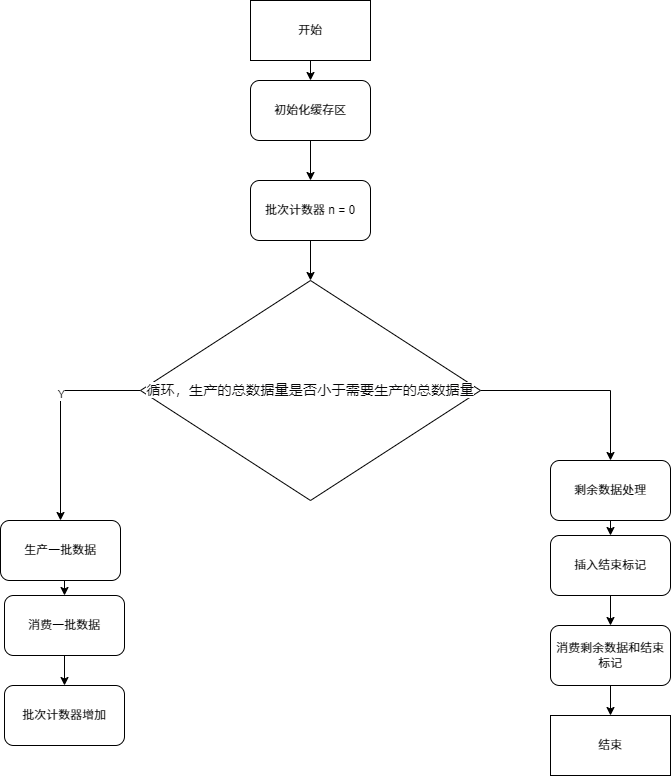 开始
初始化缓存区
批次计数器 n = 0
循环，生产的总数据量是否小于需要生产的总数据量
Y
剩余数据处理
生产一批数据
插入结束标记
消费一批数据
消费剩余数据和结束
标记
批次计数器增加
结束